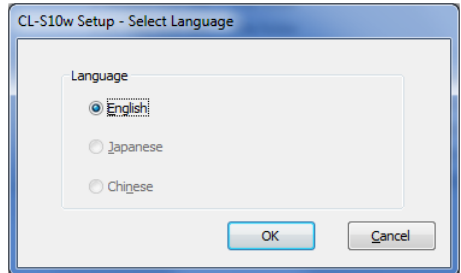 CL-S10w Setup - Select Language
Language
English
Japanese
Chinese
OK
Cancel